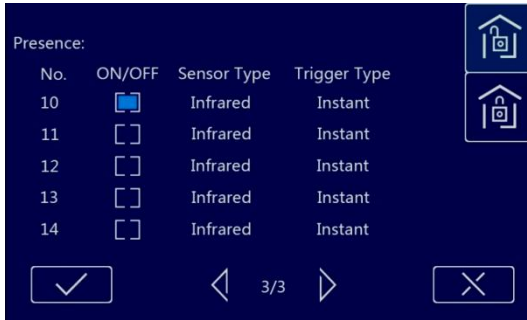 Presence:
No. ON/OFF Sensor Type Trigger Type
10 Infrared Instant
11 Infrared Instant
12 Infrared Instant
13 Infrared Instant
14 Infrared Instant
3/3